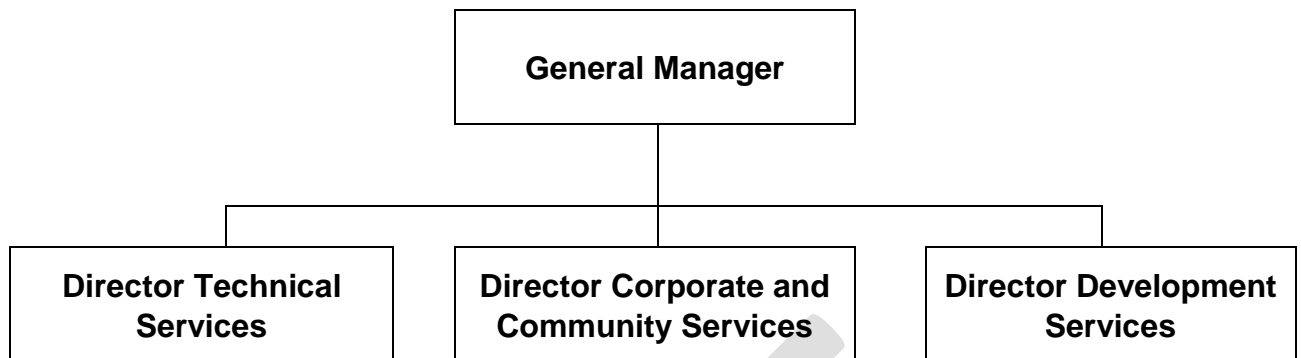 General Manager
Director Technical
Services
Director Corporate and
Community Services
Director Development
Services